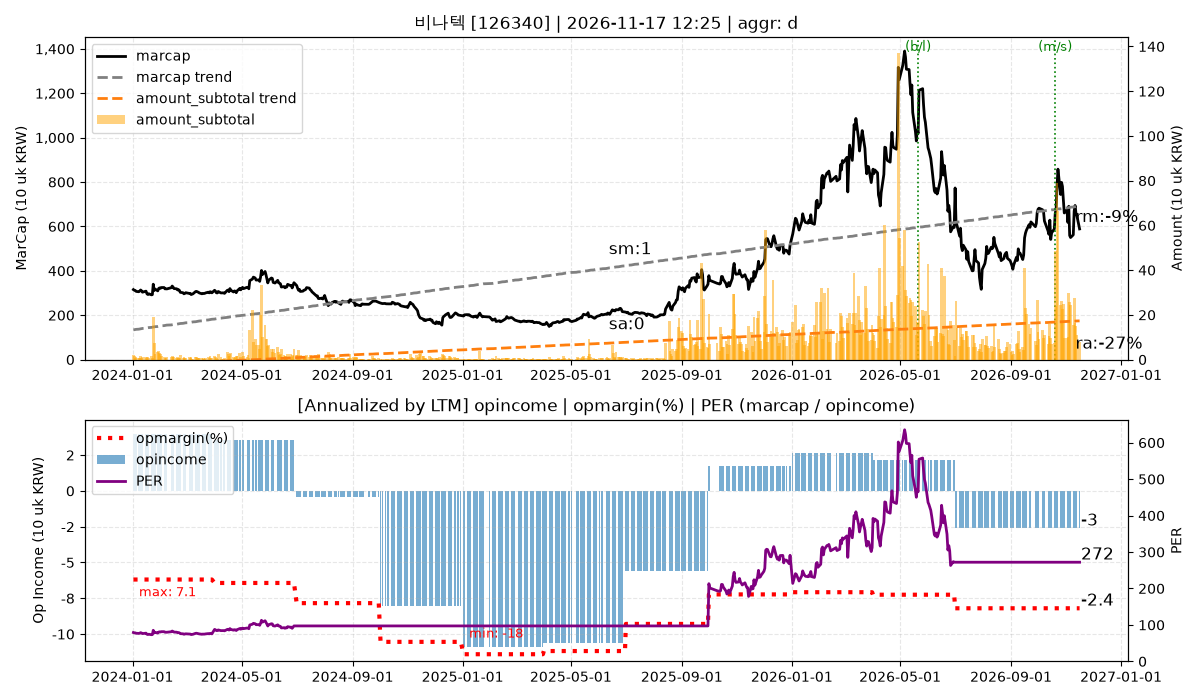 비나텍 [126340] | 2026-11-17 12:25 | aggr: d
(b/l)
(m/s)
marcap
marcap trend
amount_subtotal trend
amount_subtotal
1,400
1,200
1,000
800
600
400
200
0
140
120
100
80
60
40
20
0
MarCap (10 uk KRW)
Amount (10 uk KRW)
sm:1
sa:0
rm:-9%
ra:-27%
2024-01-01
2024-05-01
2024-09-01
2025-01-01
2025-05-01
2025-09-01
2026-01-01
2026-05-01
2026-09-01
2027-01-01
[Annualized by LTM] opincome | opmargin(%) | PER (marcap / opincome)
opmargin(%)
opincome
PER
2
0
-2
-5
-8
-10
600
500
400
300
200
100
0
Op Income (10 uk KRW)
PER
max: 7.1
min: -18
-3
272
-2.4
2024-01-01
2024-05-01
2024-09-01
2025-01-01
2025-05-01
2025-09-01
2026-01-01
2026-05-01
2026-09-01
2027-01-01